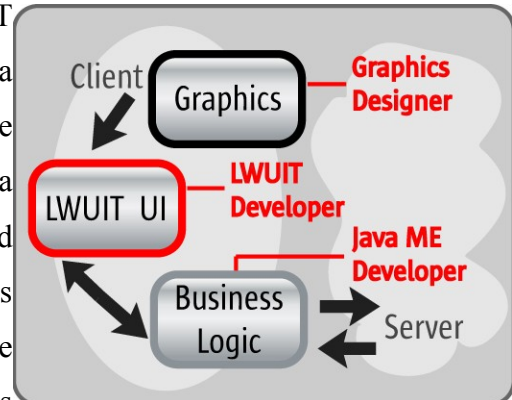 T
a
e
a
d
s
e
s
Client
Graphics
Graphics
Designer
LWUIT UI
LWUIT
Developer
Java ME
Developer
Business
Logic
Server